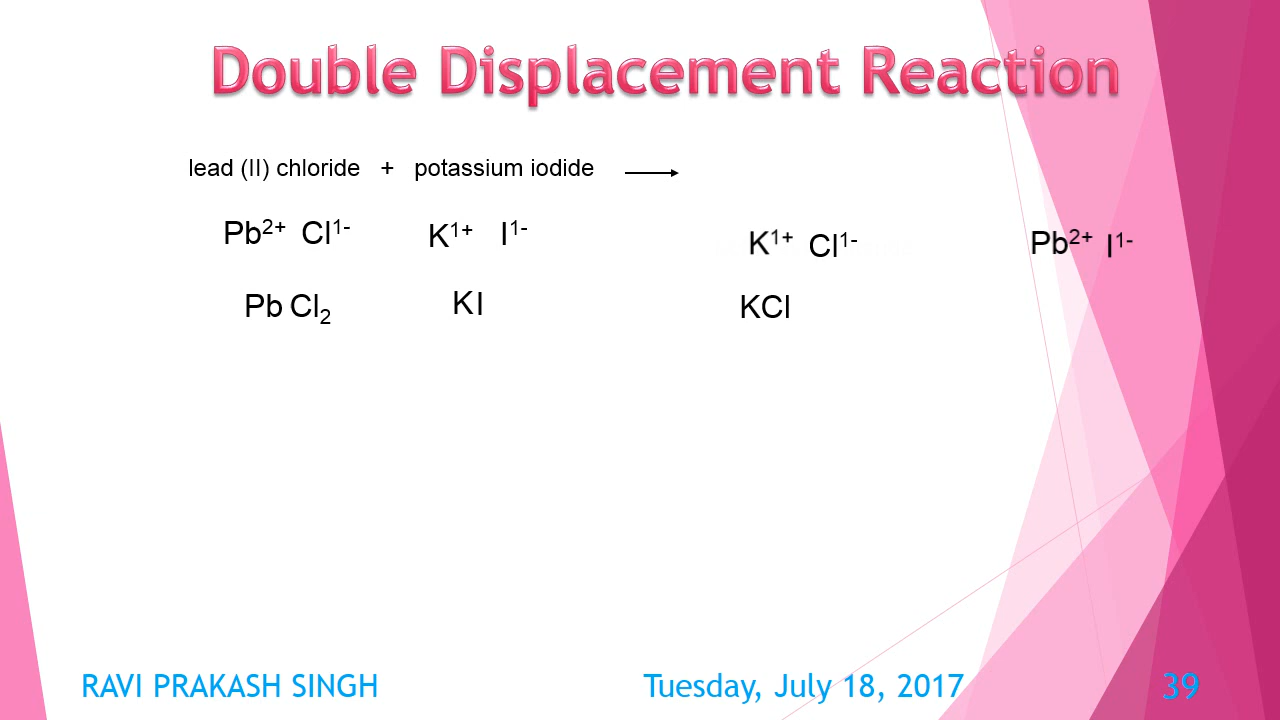 Double Displacement Reaction
lead (II) chloride + potassium iodide →
Pb²⁺ Cl¹⁻ K¹⁺ I¹⁻ K¹⁺ Cl¹⁻ Pb²⁺ I¹⁻
Pb Cl₂ KI KCl
RAVI PRAKASH SINGH Tuesday, July 18, 2017 39